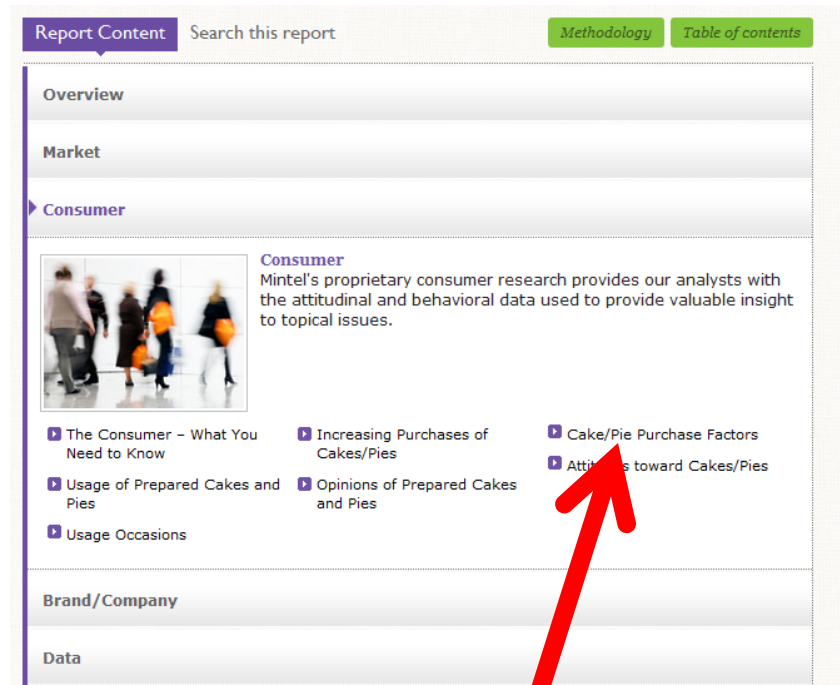 Report Content Search this report Methodology Table of contents
Overview
Market
Consumer
Consumer
Mintel's proprietary consumer research provides our analysts with
the attitudinal and behavioral data used to provide valuable insight
to topical issues.
The Consumer – What You
Need to Know
Usage of Prepared Cakes and
Pies
Usage Occasions
Increasing Purchases of
Cakes/Pies
Opinions of Prepared Cakes
and Pies
Cake/Pie Purchase Factors
toward Cakes/Pies
Brand/Company
Data